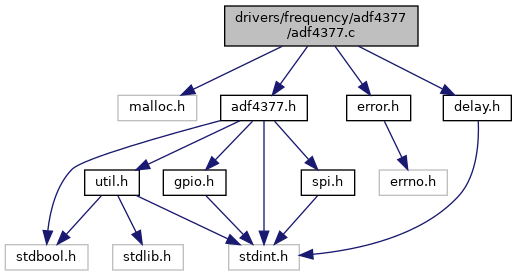 drivers/frequency/adf4377
/adf4377.c
malloc.h
adf4377.h
error.h
delay.h
util.h
gpio.h
spi.h
errno.h
stdbool.h
stdlib.h
stdint.h